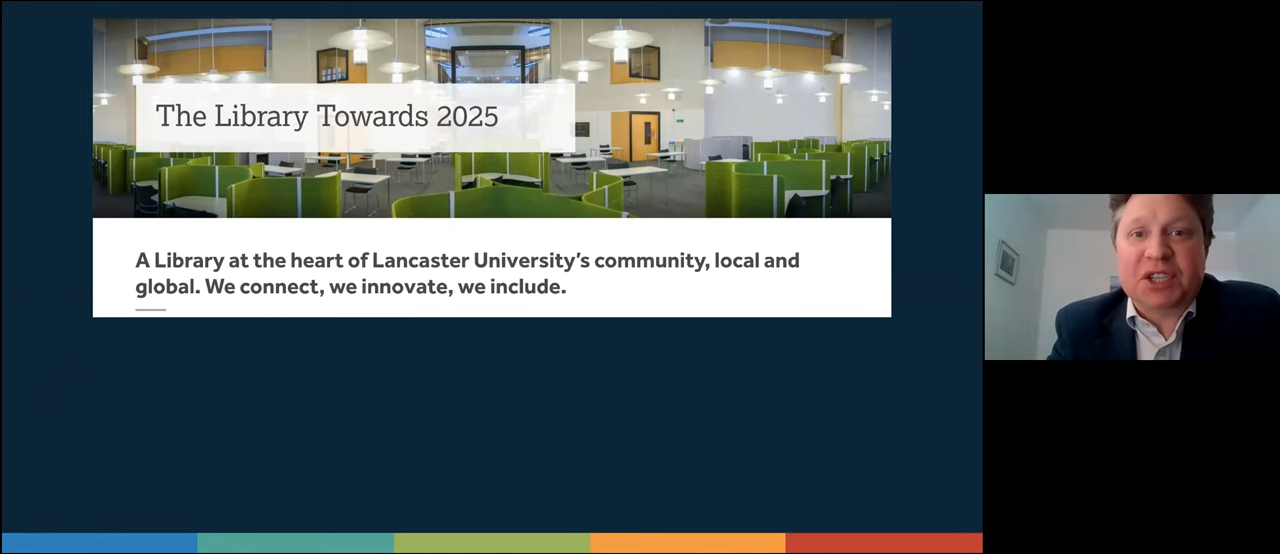 The Library Towards 2025
A Library at the heart of Lancaster University's community, local and
global. We connect, we innovate, we include.